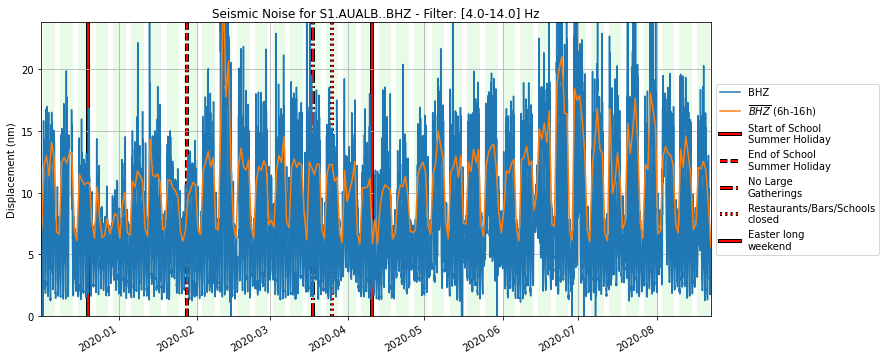 Seismic Noise for S1.AUALB..BHZ - Filter: [4.0-14.0] Hz
Displacement (nm)
20
15
10
5
0
2020-01
2020-02
2020-03
2020-04
2020-05
2020-06
2020-07
2020-08
BHZ
BHZ (6h-16h)
Start of School
Summer Holiday
End of School
Summer Holiday
No Large
Gatherings
Restaurants/Bars/Schools
closed
Easter long
weekend